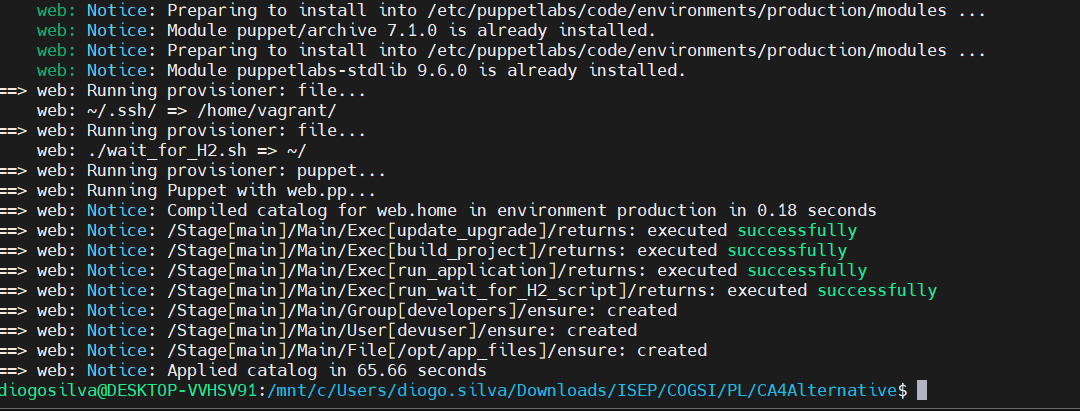 web: Notice: Preparing to install into /etc/puppetlabs/code/environments/production/modules ...
web: Notice: Module puppet/archive 7.1.0 is already installed.
web: Notice: Preparing to install into /etc/puppetlabs/code/environments/production/modules ...
web: Notice: Module puppetlabs-stdlib 9.6.0 is already installed.
==> web: Running provisioner: file...
web: ~/.ssh/ => /home/vagrant/
==> web: Running provisioner: file...
web: ./wait_for_H2.sh => ~/
==> web: Running provisioner: puppet...
==> web: Running Puppet with web.pp...
==> web: Notice: Compiled catalog for web.home in environment production in 0.18 seconds
==> web: Notice: /Stage[main]/Main/Exec[update_upgrade]/returns: executed successfully
==> web: Notice: /Stage[main]/Main/Exec[build_project]/returns: executed successfully
==> web: Notice: /Stage[main]/Main/Exec[run_application]/returns: executed successfully
==> web: Notice: /Stage[main]/Main/Exec[run_wait_for_H2_script]/returns: executed successfully
==> web: Notice: /Stage[main]/Main/Group[developers]/ensure: created
==> web: Notice: /Stage[main]/Main/User[devuser]/ensure: created
==> web: Notice: /Stage[main]/Main/File[/opt/app_files]/ensure: created
==> web: Notice: Applied catalog in 65.66 seconds
diogosilva@DESKTOP-VVHSV91:/mnt/c/Users/diogo.silva/Downloads/ISEP/COGSI/PL/CA4Alternative$